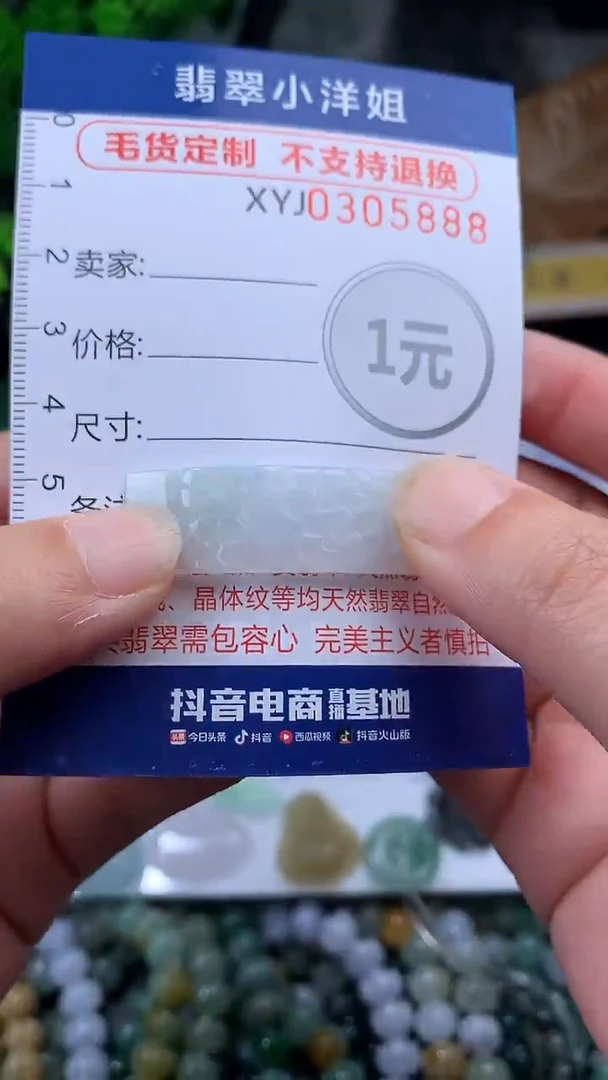 翡翠小洋姐
毛货定制 不支持退换
XYJ0305888
0
1
2
3
4
5
卖家:
价格:
尺寸:
1元
、晶体纹等均天然翡翠自然
翡翠需包容心 完美主义者慎拍
抖音电商直播基地
头条 今日头条 抖音 西瓜视频 抖音火山版